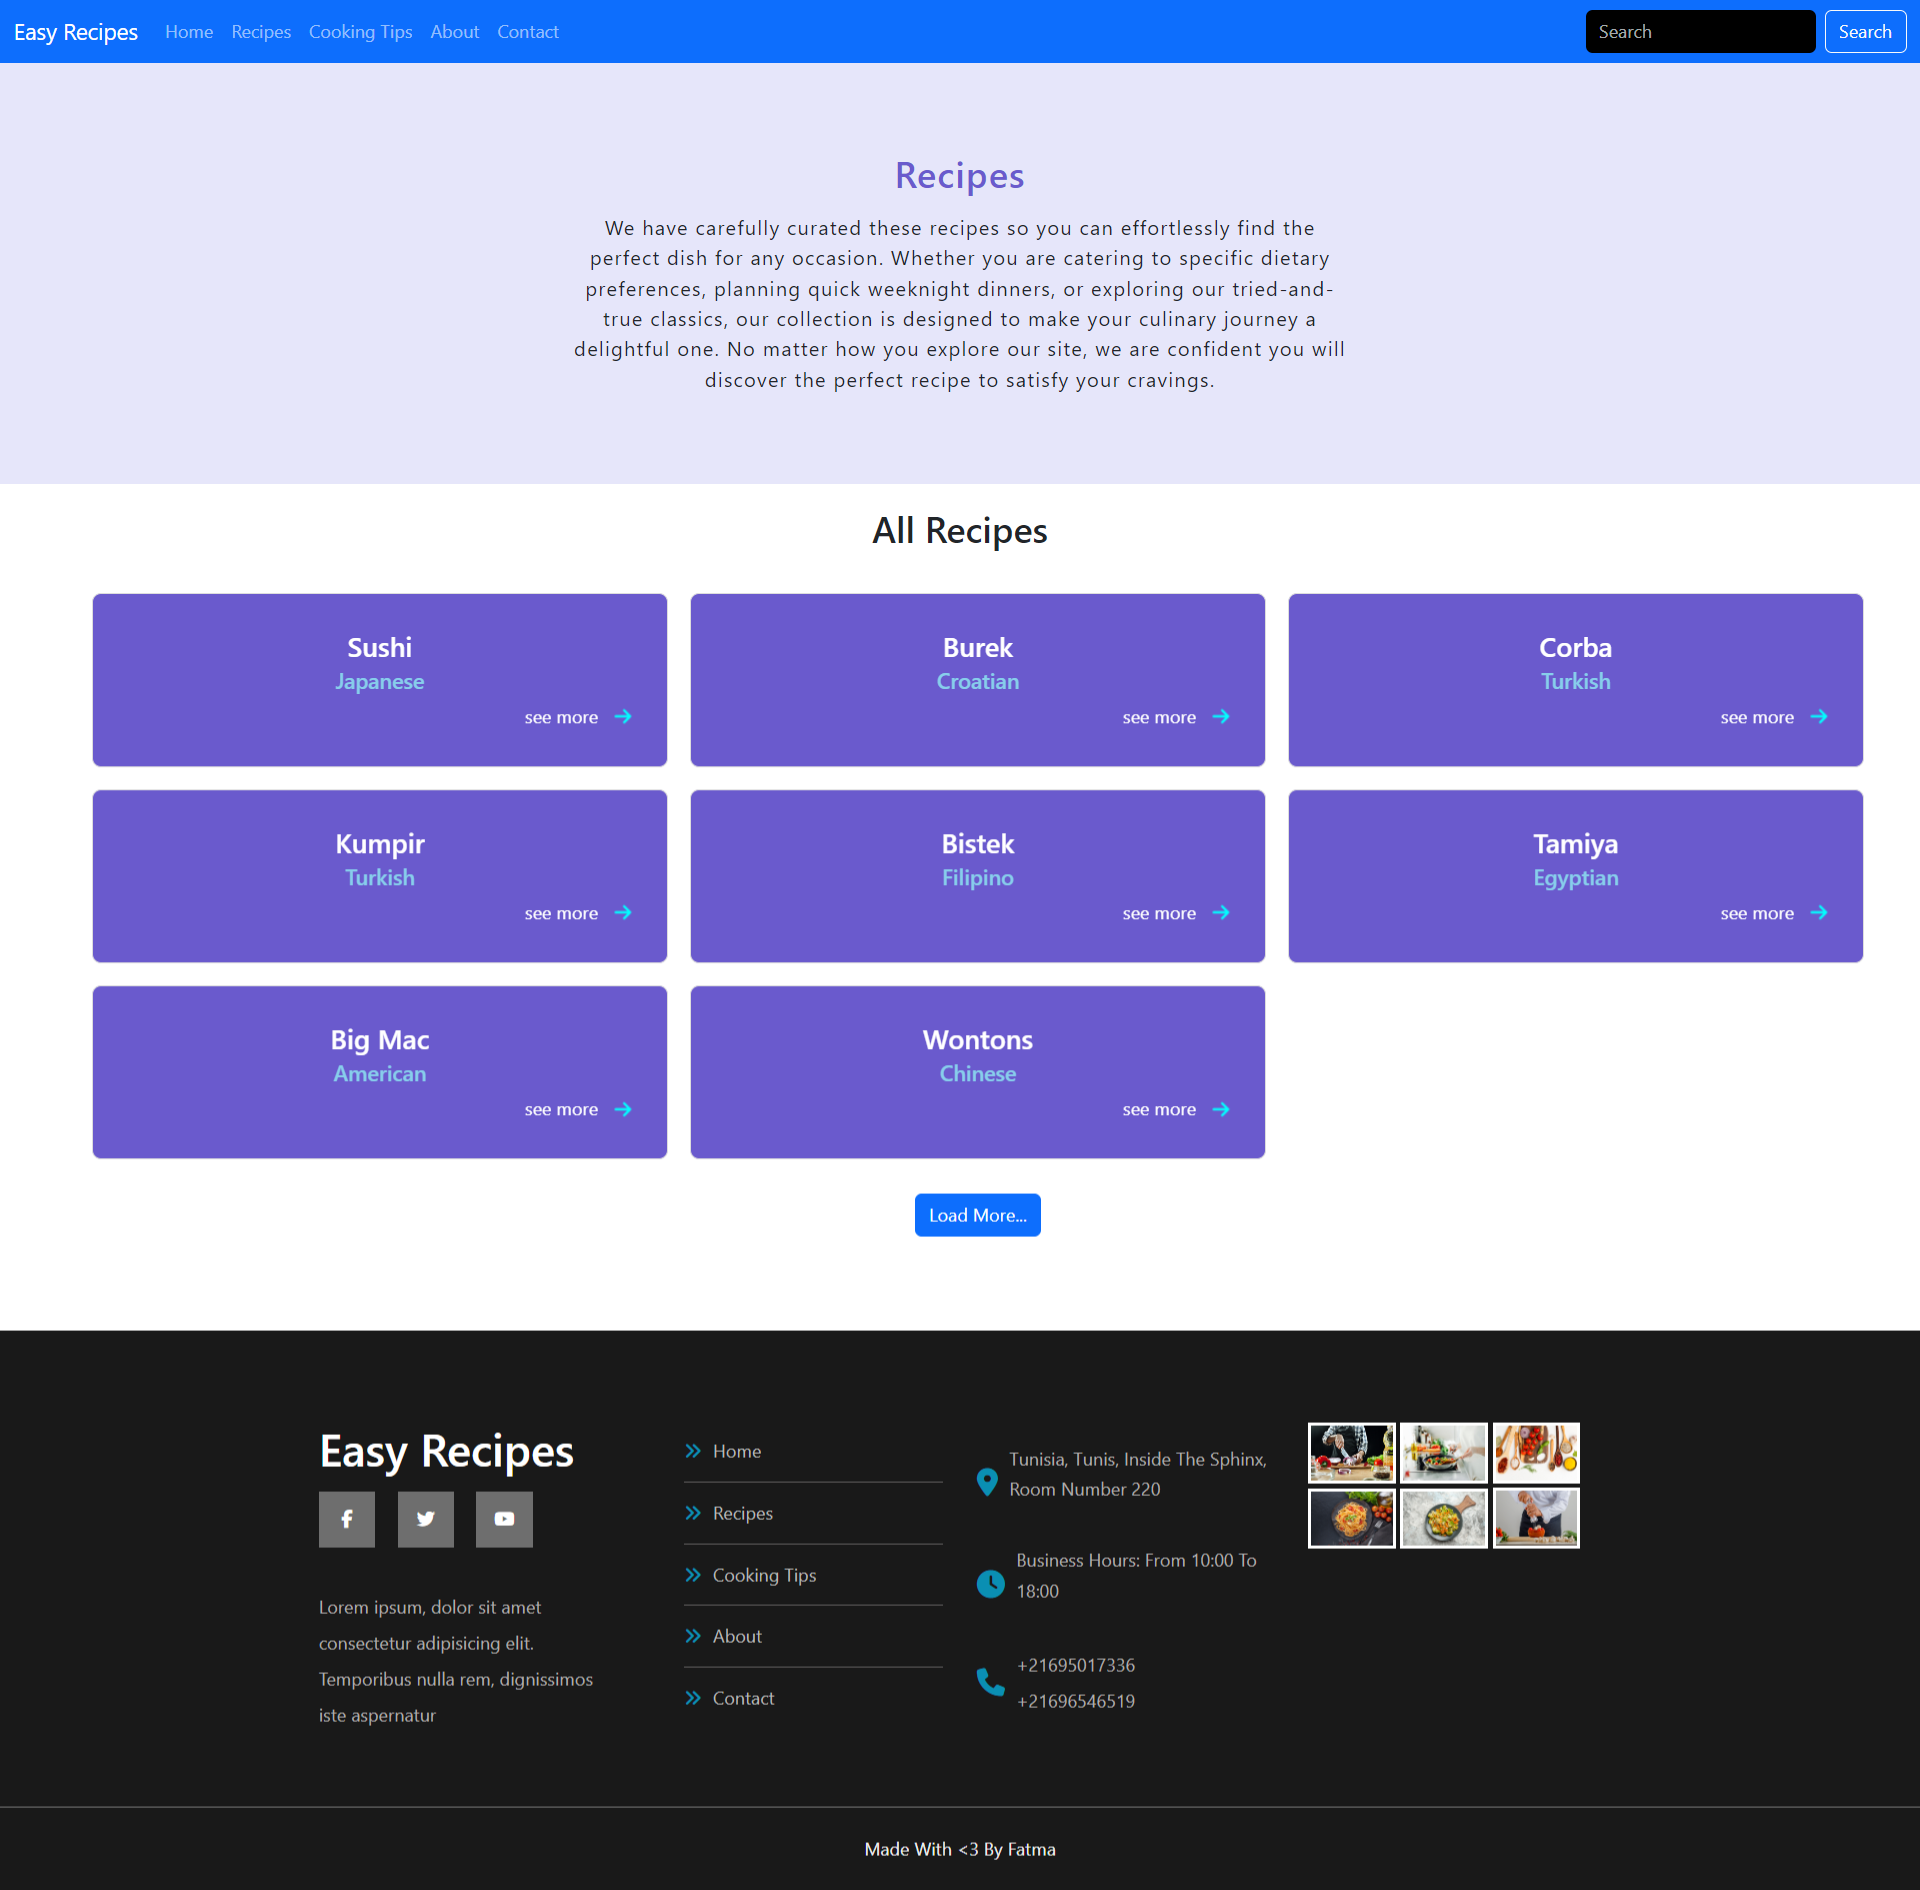 Easy Recipes
Home
Recipes
Cooking Tips
About
Contact
Search
Search
Recipes
We have carefully curated these recipes so you can effortlessly find the
perfect dish for any occasion. Whether you are catering to specific dietary
preferences, planning quick weeknight dinners, or exploring our tried-and-
true classics, our collection is designed to make your culinary journey a
delightful one. No matter how you explore our site, we are confident you will
discover the perfect recipe to satisfy your cravings.
All Recipes
Sushi
Japanese
see more
Burek
Croatian
see more
Corba
Turkish
see more
Kumpir
Turkish
see more
Bistek
Filipino
see more
Tamiya
Egyptian
see more
Big Mac
American
see more
Wontons
Chinese
see more
Load More...
Easy Recipes
Lorem ipsum, dolor sit amet
consectetur adipisicing elit.
Temporibus nulla rem, dignissimos
iste aspernatur
Home
Recipes
Cooking Tips
About
Contact
Tunisia, Tunis, Inside The Sphinx,
Room Number 220
Business Hours: From 10:00 To
18:00
+21695017336
+21696546519
Made With <3 By Fatma